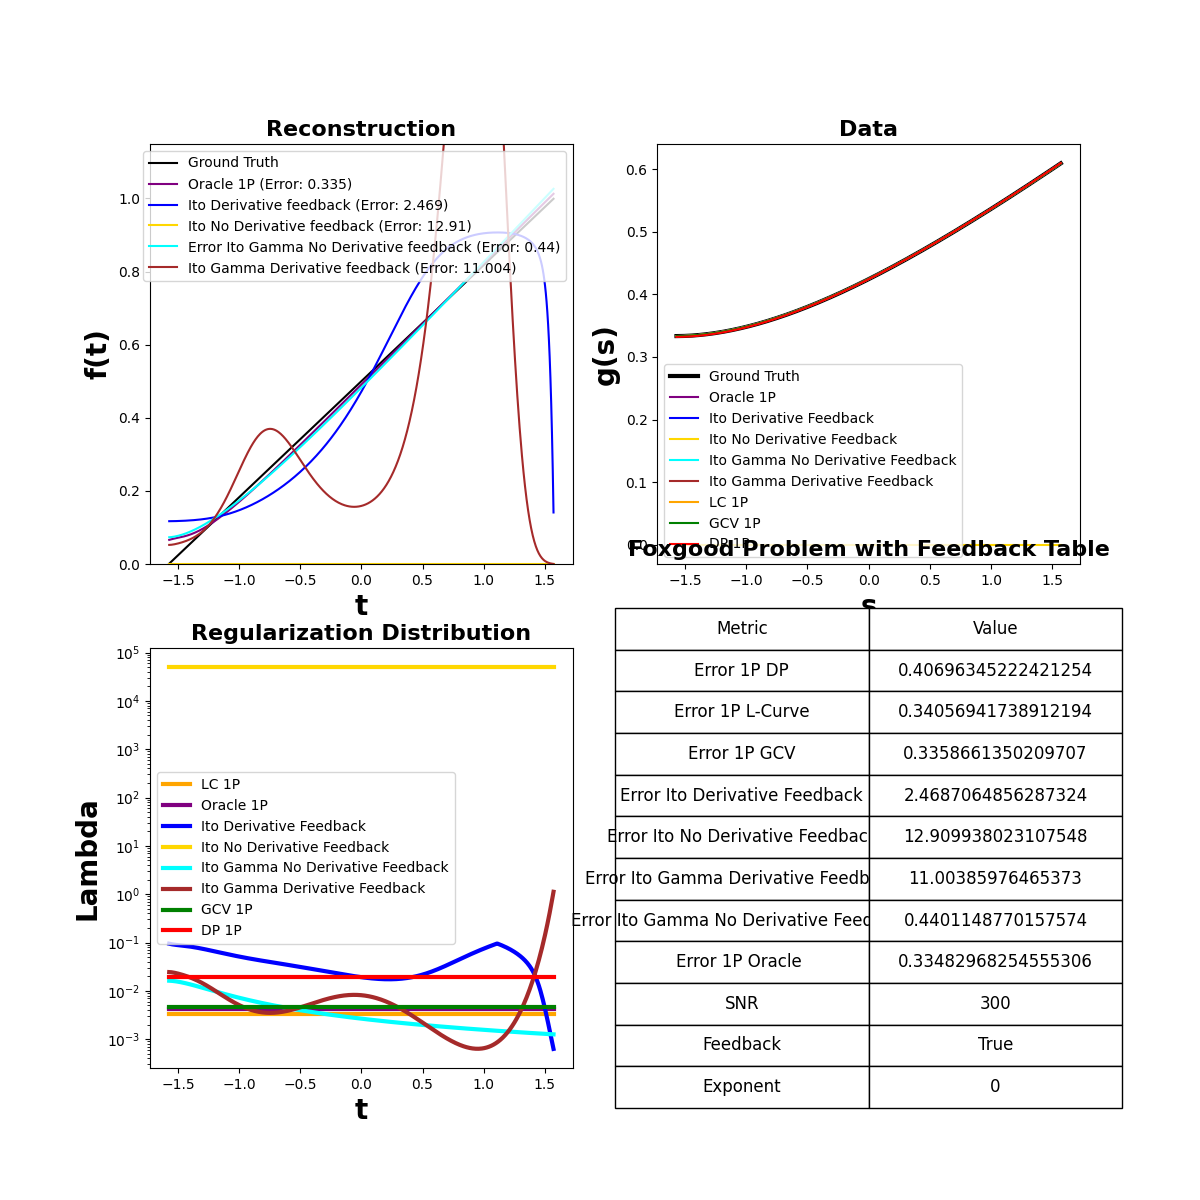 Reconstruction
f(t)
1.0
0.8
0.6
0.4
0.2
0.0
Ground Truth
Oracle 1P (Error: 0.335)
Ito Derivative feedback (Error: 2.469)
Ito No Derivative feedback (Error: 12.91)
Error Ito Gamma No Derivative feedback (Error: 0.44)
Ito Gamma Derivative feedback (Error: 11.004)
−1.5 −1.0 −0.5 0.0 0.5 1.0 1.5
t
Data
g(s)
0.6
0.5
0.4
0.3
0.2
0.1
0.0
Ground Truth
Oracle 1P
Ito Derivative Feedback
Ito No Derivative Feedback
Ito Gamma No Derivative Feedback
Ito Gamma Derivative Feedback
LC 1P
GCV 1P
DP 1P
−1.5 −1.0 −0.5 0.0 0.5 1.0 1.5
s
Regularization Distribution
Lambda
10^5
10^4
10^3
10^2
10^1
10^0
10^−1
10^−2
10^−3
LC 1P
Oracle 1P
Ito Derivative Feedback
Ito No Derivative Feedback
Ito Gamma No Derivative Feedback
Ito Gamma Derivative Feedback
GCV 1P
DP 1P
−1.5 −1.0 −0.5 0.0 0.5 1.0 1.5
t
Foxgood Problem with Feedback Table
Metric Value
Error 1P DP 0.40696345222421254
Error 1P L-Curve 0.34056941738912194
Error 1P GCV 0.3358661350209707
Error Ito Derivative Feedback 2.4687064856287324
Error Ito No Derivative Feedbac 12.909938023107548
Error Ito Gamma Derivative Feedb 11.00385976465373
Error Ito Gamma No Derivative Feed 0.4401148770157574
Error 1P Oracle 0.33482968254555306
SNR 300
Feedback True
Exponent 0